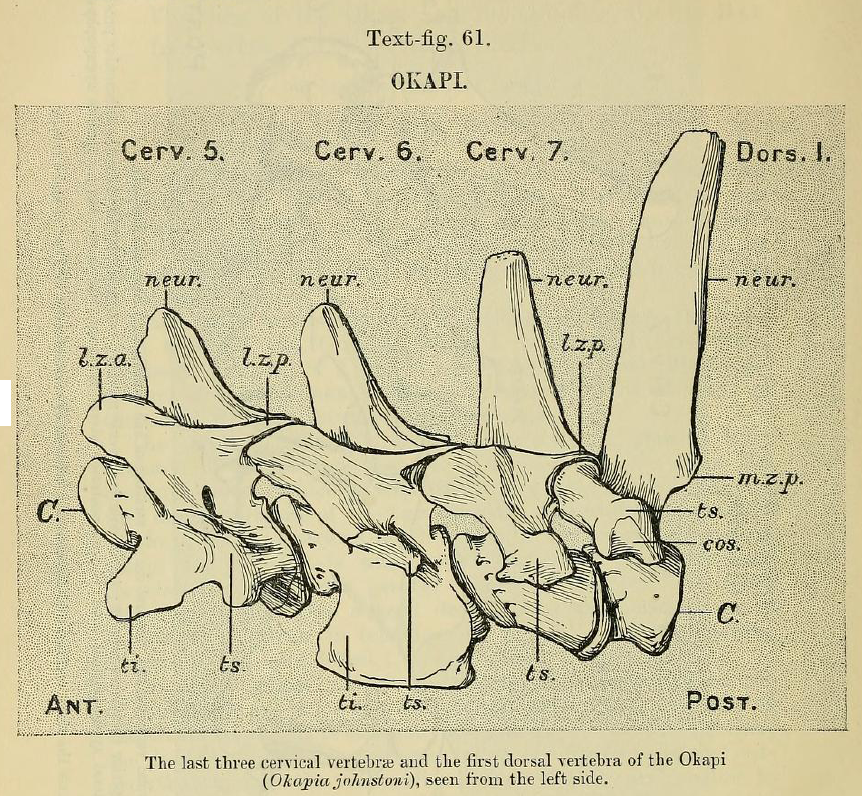 Text-fig. 61.
OKAPI.
Cerv. 5. Cerv. 6. Cerv. 7. Dors. 1.
neur. neur. neur. neur.
l.z.a. l.z.p. l.z.p.
m.z.p.
C. ts.
cos.
C.
ti. ts. ti. ts. ts.
ANT. POST.
The last three cervical vertebræ and the first dorsal vertebra of the Okapi
(Okapia johnstoni), seen from the left side.